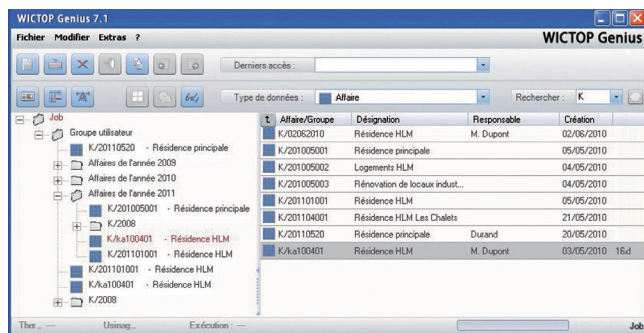 WICTOP Genius 7.1
Fichier Modifier Extras ?
WICTOP Genius
Derniers accès :
Type de données : Affaire
Rechercher : K
Job
Groupe utilisateur
K/20110520 - Résidence principale
Affaires de l'année 2009
Affaires de l'année 2010
Affaires de l'année 2011
K/201005001 - Résidence principale
K/2008
K/ka100401 - Résidence HLM
K/201101001 - Résidence HLM
K/201101001 - Résidence HLM
K/2008
t Affaire/Groupe Désignation Responsable Création
K/02062010 Résidence HLM M. Dupont 02/06/2010
K/201005001 Résidence principale 05/05/2010
K/201005002 Logements HLM 04/05/2010
K/201005003 Rénovation de locaux indust... 04/05/2010
K/201101001 Résidence HLM 05/05/2010
K/201104001 Résidence HLM Les Chalets 21/05/2010
K/20110520 Résidence principale Durand 20/05/2010
K/ka100401 Résidence HLM M. Dupont 03/05/2010 16.d
Ther... --- Usinag... Exécution : --- Job